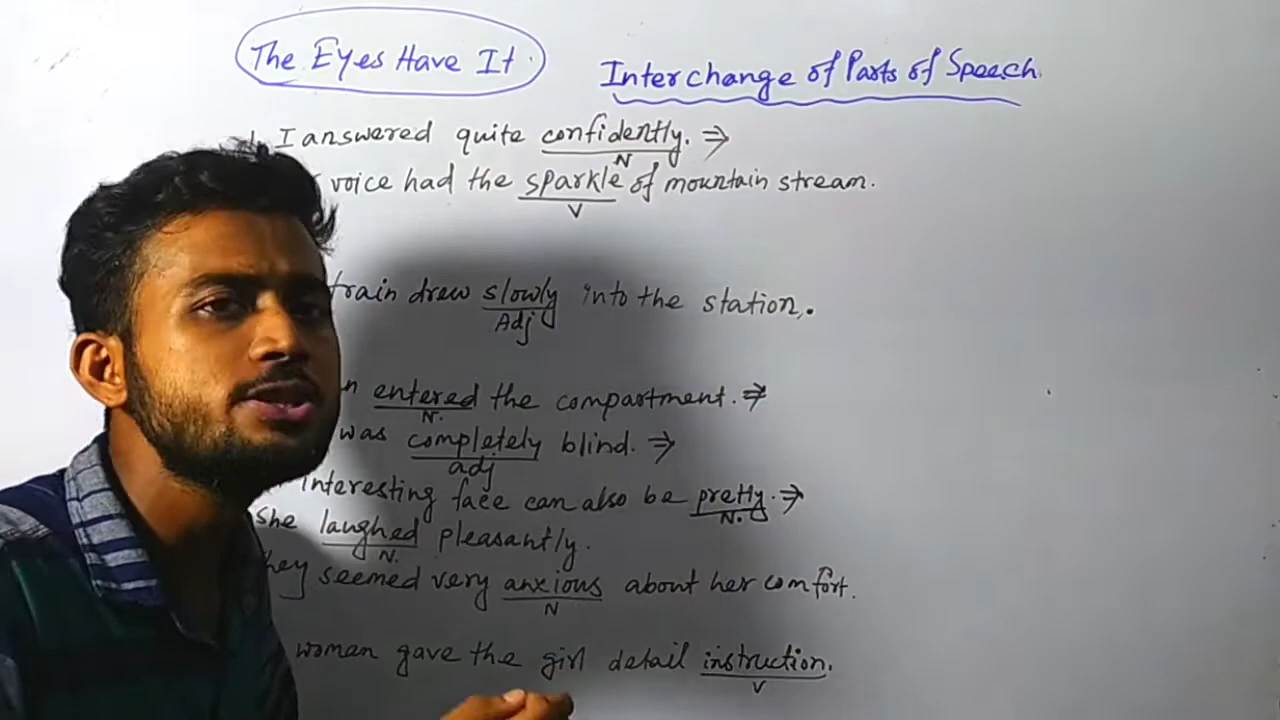 The Eyes Have It.
Interchange of Parts of Speech
I answered quite confidently. ⇒
N
voice had the sparkle of mountain stream.
V
train drew slowly into the station.
Adj
entered the compartment. ⇒
N.
was completely blind. ⇒
adj
interesting face can also be pretty. ⇒
N.
She laughed pleasantly.
N.
hey seemed very anxious about her comfort.
N
woman gave the girl detail instruction.
V